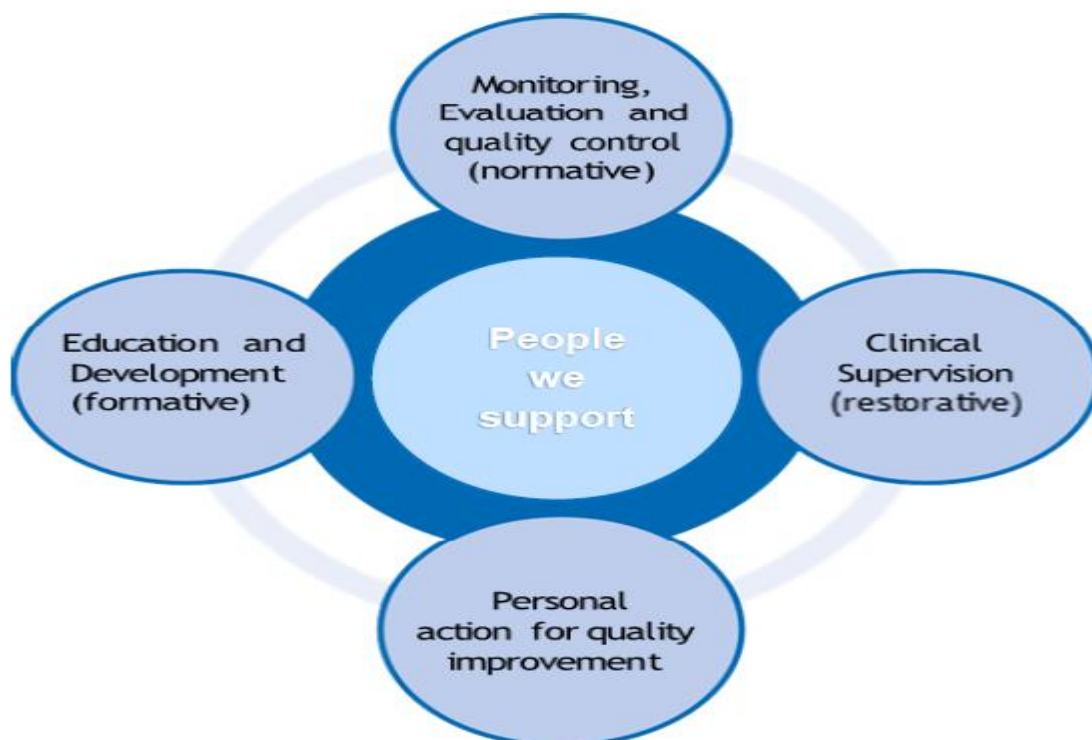 Monitoring,
Evaluation and
quality control
(normative)
Education and
Development
(formative)
People
we
support
Clinical
Supervision
(restorative)
Personal
action for quality
improvement